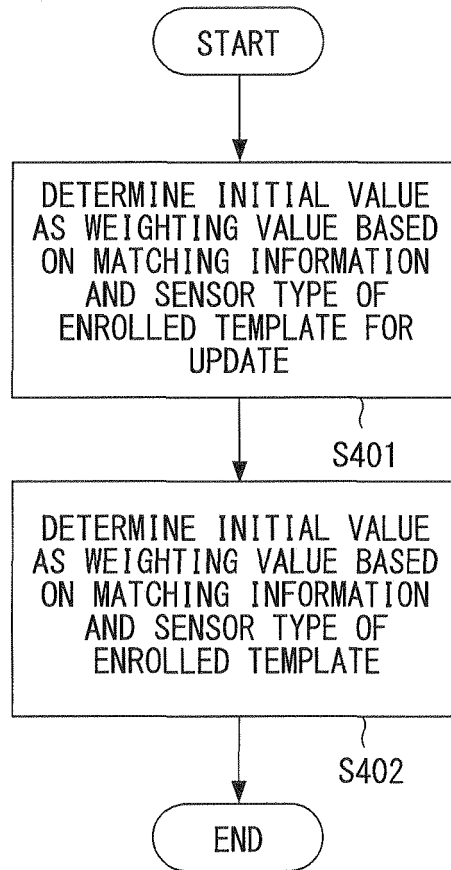 START
DETERMINE INITIAL VALUE
AS WEIGHTING VALUE BASED
ON MATCHING INFORMATION
AND SENSOR TYPE OF
ENROLLED TEMPLATE FOR
UPDATE
S401
DETERMINE INITIAL VALUE
AS WEIGHTING VALUE BASED
ON MATCHING INFORMATION
AND SENSOR TYPE OF
ENROLLED TEMPLATE
S402
END